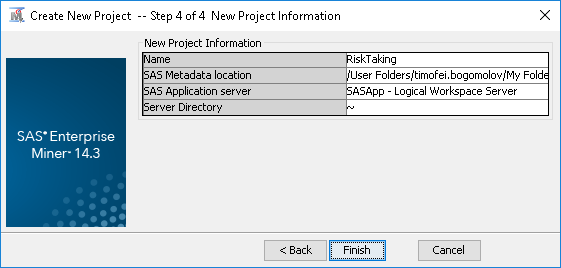 Create New Project -- Step 4 of 4 New Project Information
New Project Information
Name RiskTaking
SAS Metadata location /User Folders/timofei.bogomolov/My Folde
SAS Application server SASApp - Logical Workspace Server
Server Directory ~
SAS® Enterprise
Miner™ 14.3
< Back Finish Cancel